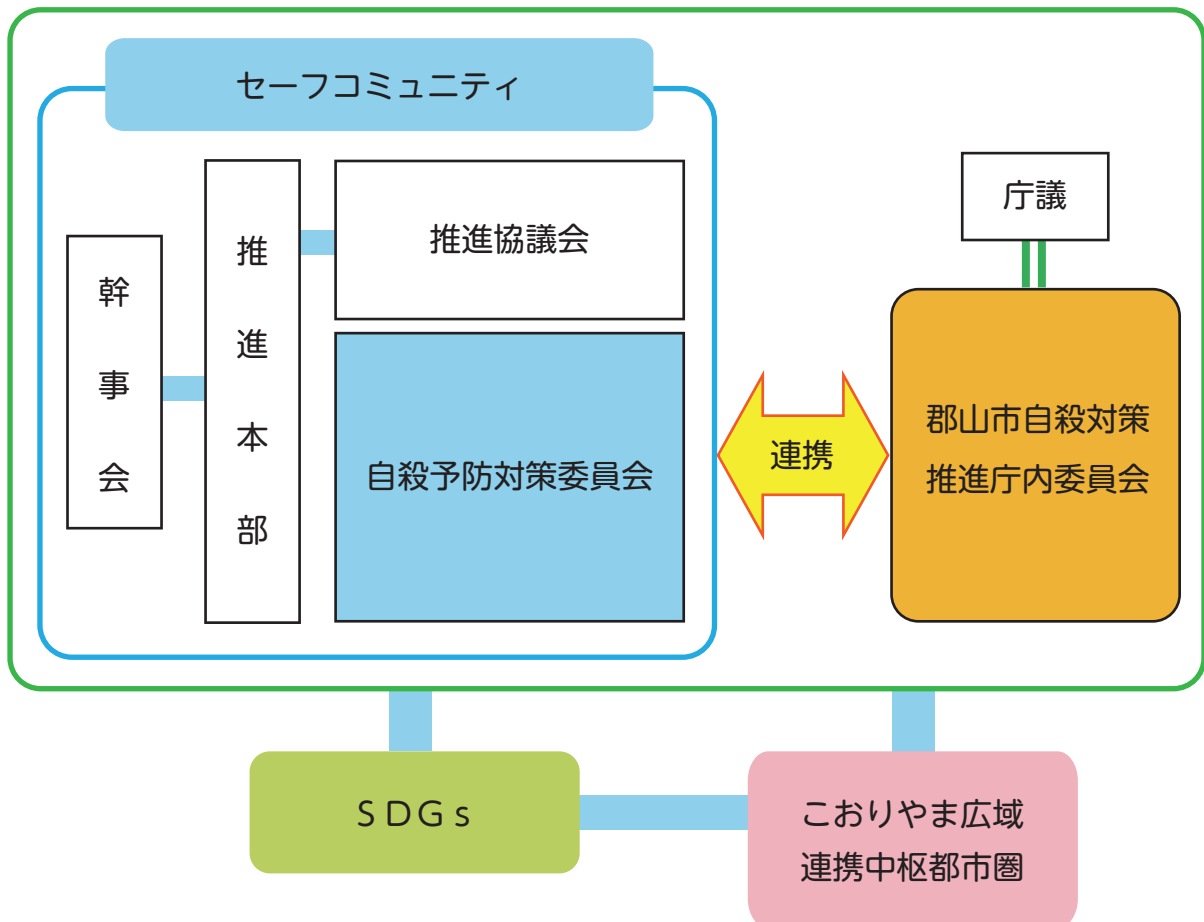 セーフコミュニティ
幹事会
推進本部
推進協議会
自殺予防対策委員会
連携
庁議
郡山市自殺対策
推進庁内委員会
SDGs
こおりやま広域
連携中枢都市圏